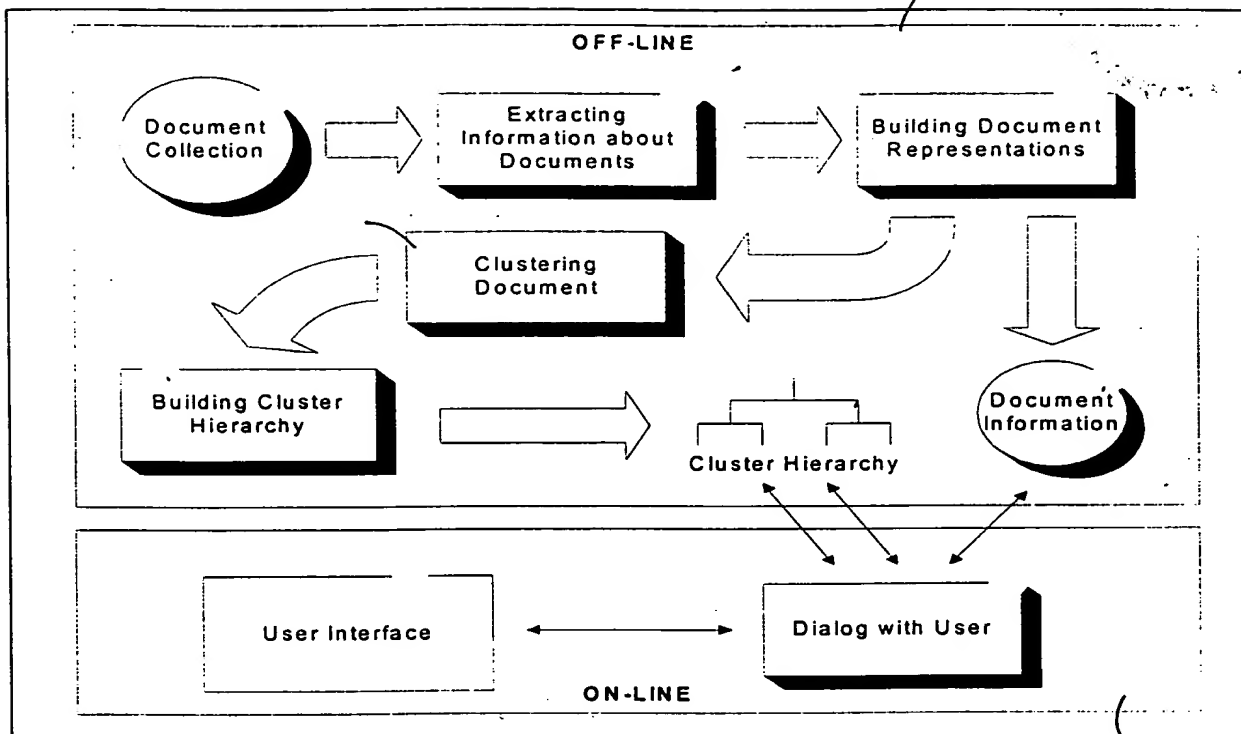 OFF-LINE
Document
Collection
Extracting
Information about
Documents
Building Document
Representations
Clustering
Document
Building Cluster
Hierarchy
Cluster Hierarchy
Document
Information
User Interface
Dialog with User
ON-LINE